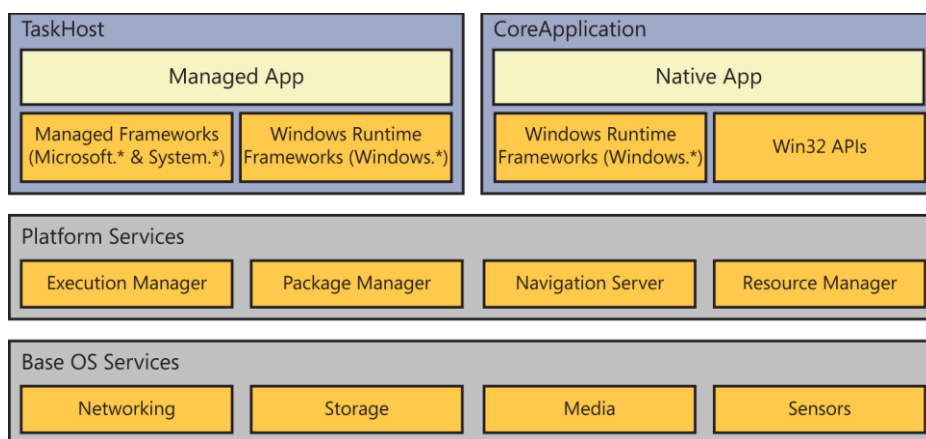 TaskHost
Managed App
Managed Frameworks
(Microsoft.* & System.*)
Windows Runtime
Frameworks (Windows.*)
CoreApplication
Native App
Windows Runtime
Frameworks (Windows.*)
Win32 APIs
Platform Services
Execution Manager
Package Manager
Navigation Server
Resource Manager
Base OS Services
Networking
Storage
Media
Sensors